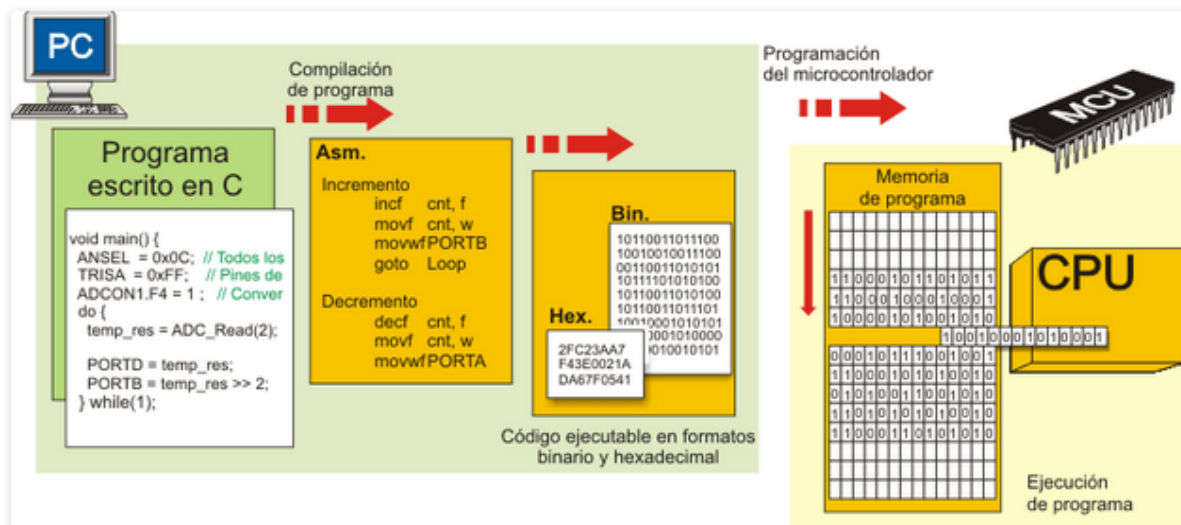 PC
Compilación
de programa
Programación
del microcontrolador
MCU
Programa
escrito en C
void main() {
ANSEL = 0x0C; // Todos los
TRISA = 0xFF; // Pines de
ADCON1.F4 = 1 ; // Conver
do {
temp_res = ADC_Read(2);
PORTD = temp_res;
PORTB = temp_res >> 2;
} while(1);
Asm.
Incremento
incf cnt, f
movf cnt, w
movwf PORTB
goto Loop
Decremento
decf cnt, f
movf cnt, w
movwf PORTA
Bin.
10110011011100
10010010011100
00110011010101
10111101010100
10110011010100
10110011011101
10010001010101
0001010000
010010101
Hex.
2FC23AA7
F43E0021A
DA67F0541
Código ejecutable en formatos
binario y hexadecimal
Memoria
de programa
CPU
Ejecución
de programa